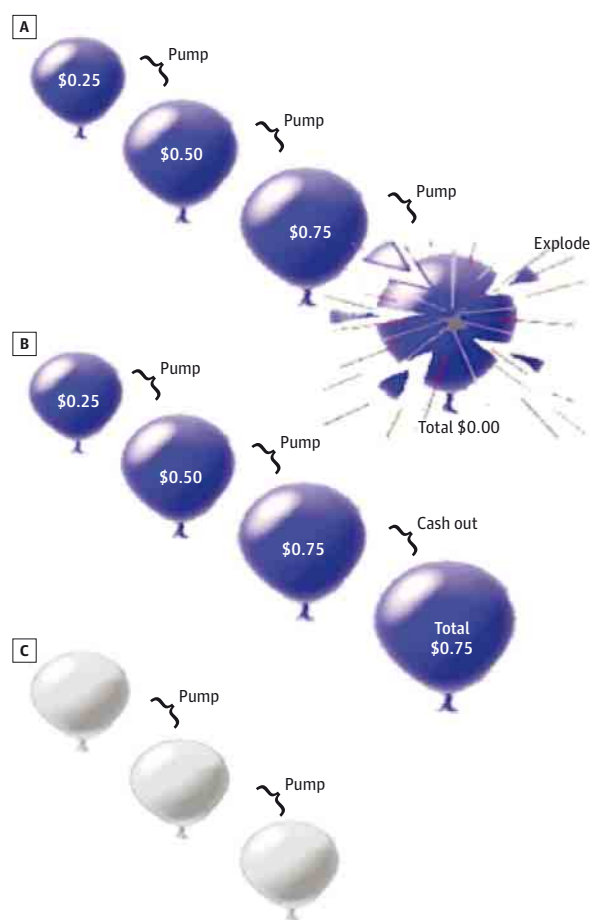 A
$0.25
Pump
$0.50
Pump
$0.75
Pump
Explode
Total $0.00
B
$0.25
Pump
$0.50
Pump
$0.75
Cash out
Total
$0.75
C
Pump
Pump